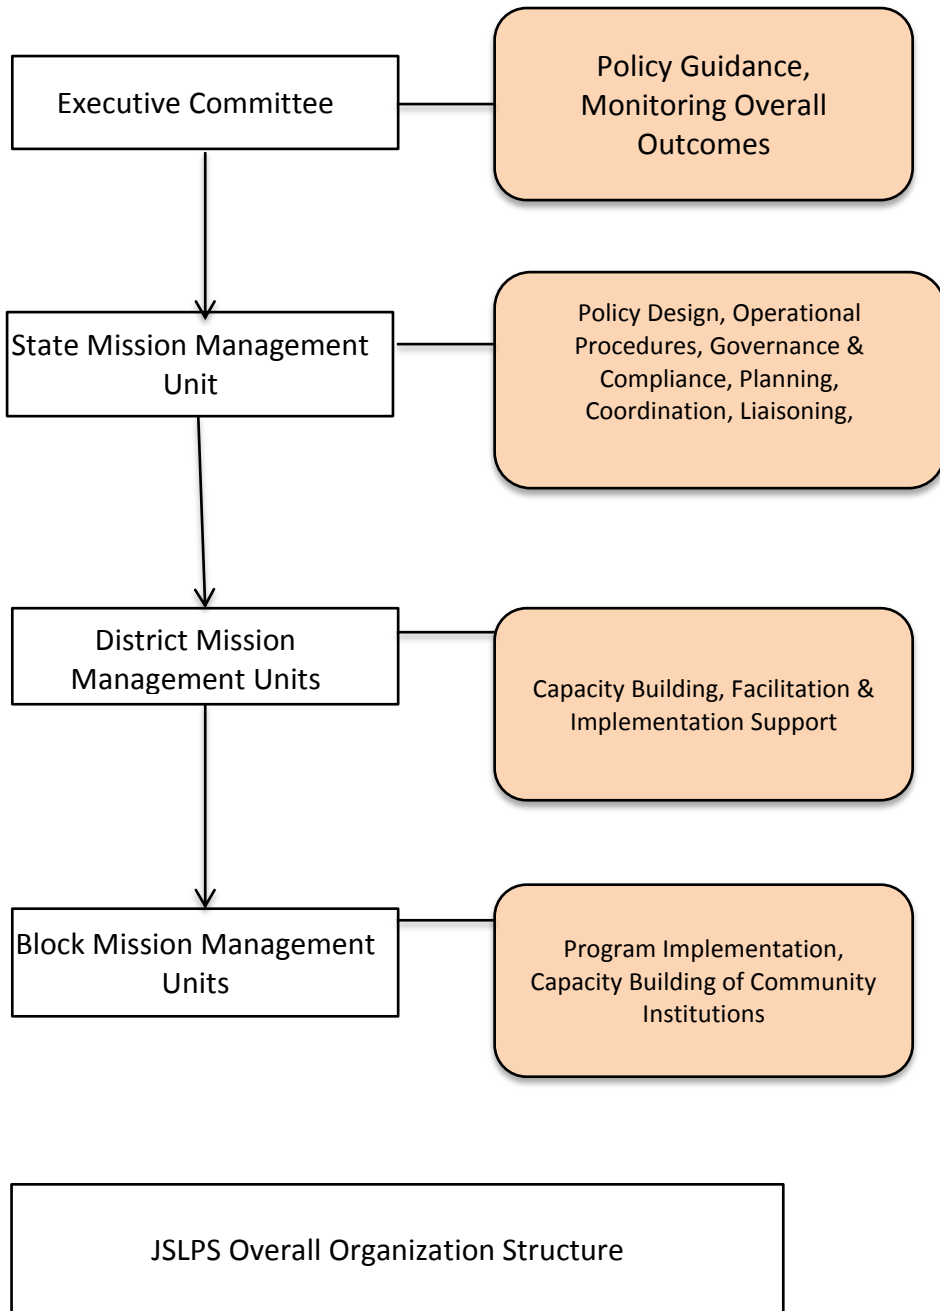 Executive Committee
Policy Guidance,
Monitoring Overall
Outcomes
State Mission Management
Unit
Policy Design, Operational
Procedures, Governance &
Compliance, Planning,
Coordination, Liaisoning,
District Mission
Management Units
Capacity Building, Facilitation &
Implementation Support
Block Mission Management
Units
Program Implementation,
Capacity Building of Community
Institutions
JSLPS Overall Organization Structure